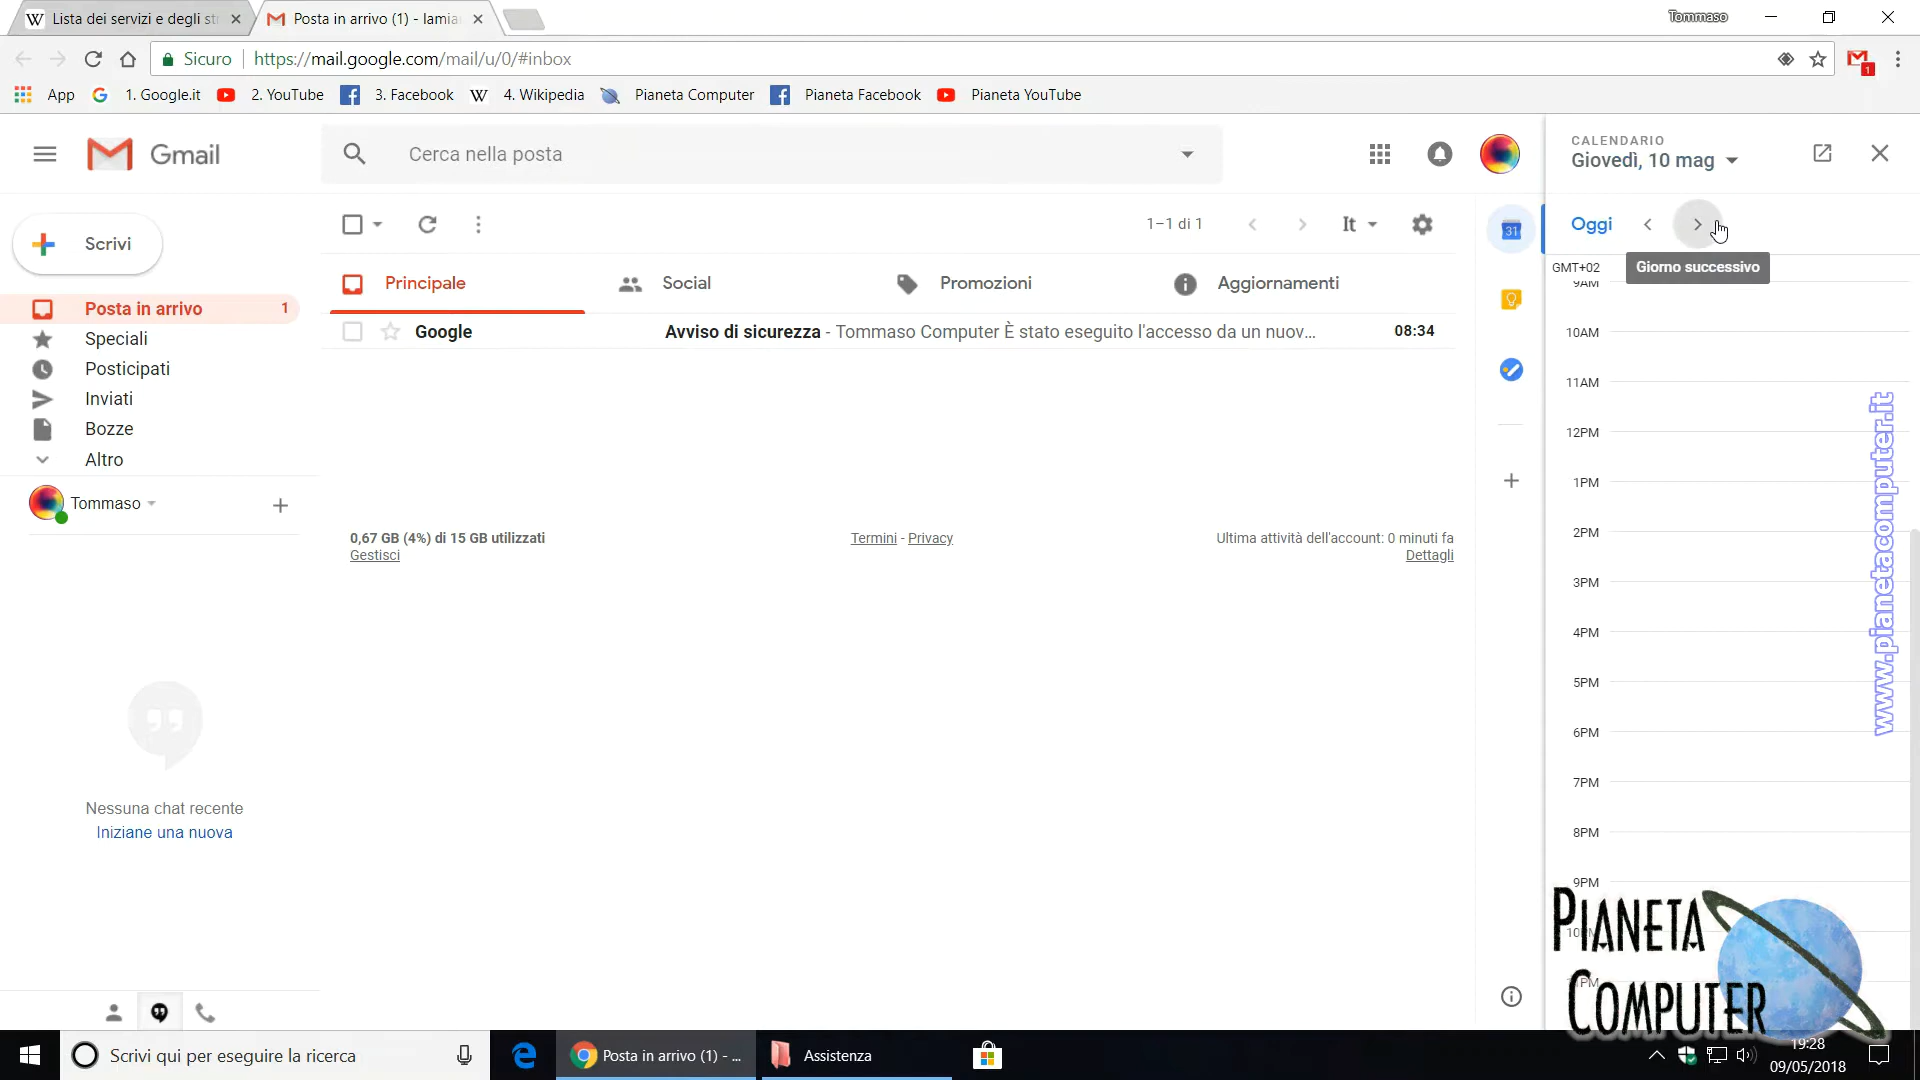 Lista dei servizi e degli st
Posta in arrivo (1) - lamia
Tommaso
Sicuro
https://mail.google.com/mail/u/0/#inbox
1
App
1. Google.it
2. YouTube
3. Facebook
4. Wikipedia
Pianeta Computer
Pianeta Facebook
Pianeta YouTube
Gmail
Cerca nella posta
CALENDARIO
Giovedì, 10 mag
Scrivi
1–1 di 1
It
31
Oggi
Giorno successivo
GMT+02
Principale
Social
Promozioni
Aggiornamenti
Posta in arrivo 1
Speciali
Posticipati
Inviati
Bozze
Altro
Tommaso
Google
Avviso di sicurezza - Tommaso Computer È stato eseguito l'accesso da un nuov...
08:34
0,67 GB (4%) di 15 GB utilizzati
Gestisci
Termini - Privacy
Ultima attività dell'account: 0 minuti fa
Dettagli
Nessuna chat recente
Iniziane una nuova
9AM
10AM
11AM
12PM
1PM
2PM
3PM
4PM
5PM
6PM
7PM
8PM
9PM
www.pianetacomputer.it
PIANETA
COMPUTER
Scrivi qui per eseguire la ricerca
Posta in arrivo (1) - ...
Assistenza
19:28
09/05/2018